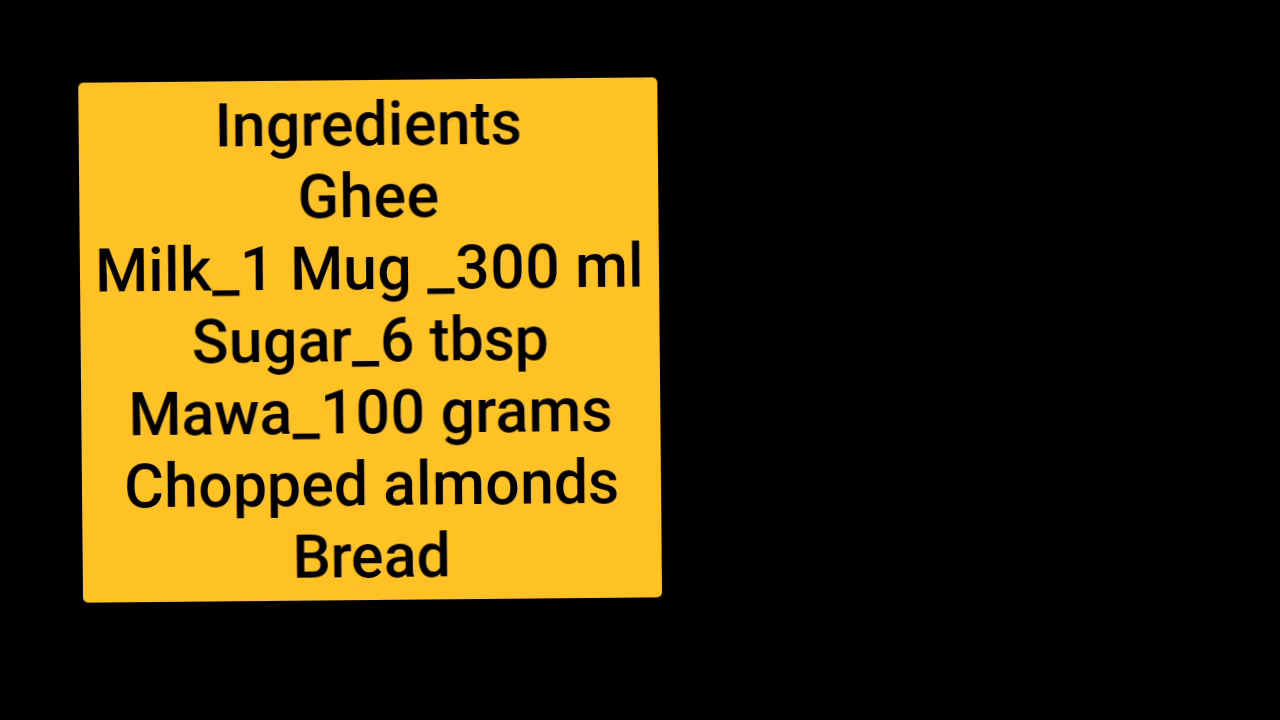 Ingredients
Ghee
Milk_1 Mug _300 ml
Sugar_6 tbsp
Mawa_100 grams
Chopped almonds
Bread